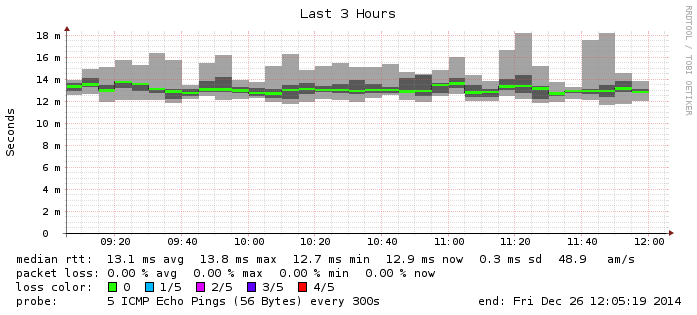 Last 3 Hours
RRDTOOL / TOBI OETIKER
Seconds
18 m
16 m
14 m
12 m
10 m
8 m
6 m
4 m
2 m
0
09:20 09:40 10:00 10:20 10:40 11:00 11:20 11:40 12:00
median rtt: 13.1 ms avg 13.8 ms max 12.7 ms min 12.9 ms now 0.3 ms sd 48.9 am/s
packet loss: 0.00 % avg 0.00 % max 0.00 % min 0.00 % now
loss color: 0 1/5 2/5 3/5 4/5
probe: 5 ICMP Echo Pings (56 Bytes) every 300s end: Fri Dec 26 12:05:19 2014